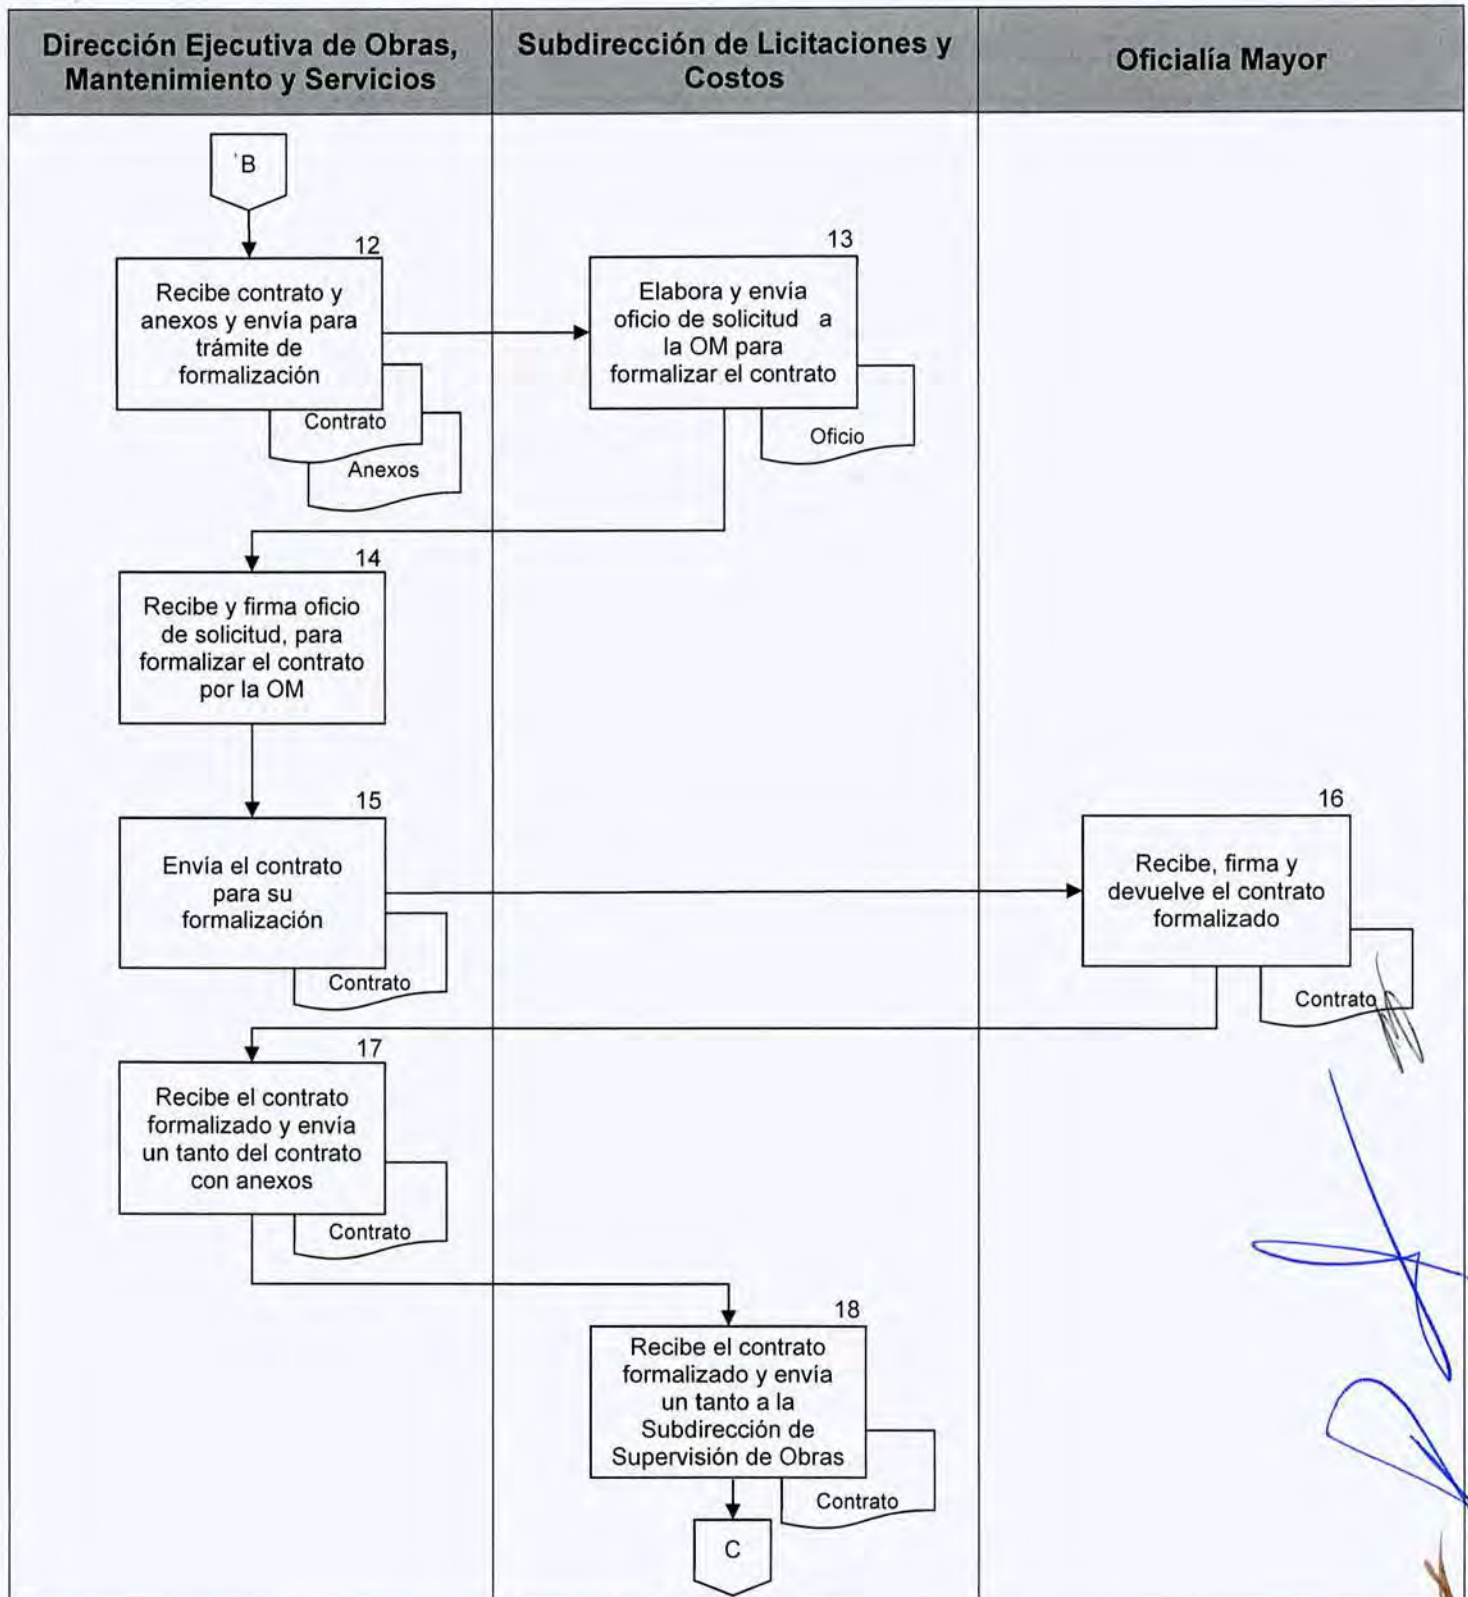 Dirección Ejecutiva de Obras,
Mantenimiento y Servicios
Subdirección de Licitaciones y
Costos
Oficialía Mayor
B
12
Recibe contrato y
anexos y envía para
trámite de
formalización
Contrato
Anexos
13
Elabora y envía
oficio de solicitud a
la OM para
formalizar el contrato
Oficio
14
Recibe y firma oficio
de solicitud, para
formalizar el contrato
por la OM
15
Envía el contrato
para su
formalización
Contrato
16
Recibe, firma y
devuelve el contrato
formalizado
Contrato
17
Recibe el contrato
formalizado y envía
un tanto del contrato
con anexos
Contrato
18
Recibe el contrato
formalizado y envía
un tanto a la
Subdirección de
Supervisión de Obras
Contrato
C